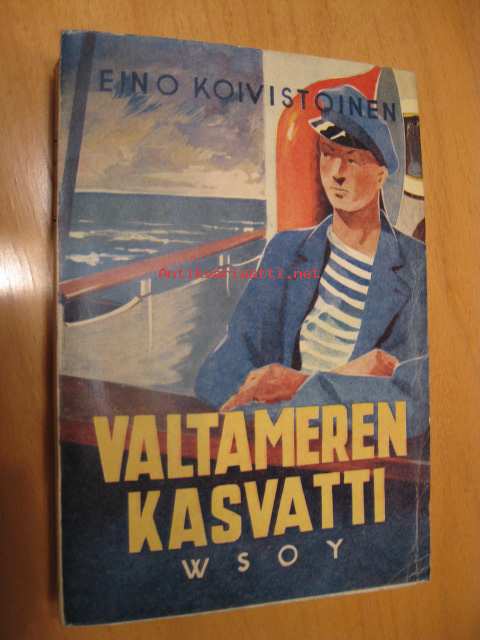 EINO KOIVISTOINEN
Antikvariaatti.net
VALTAMEREN
KASVATTI
WSOY